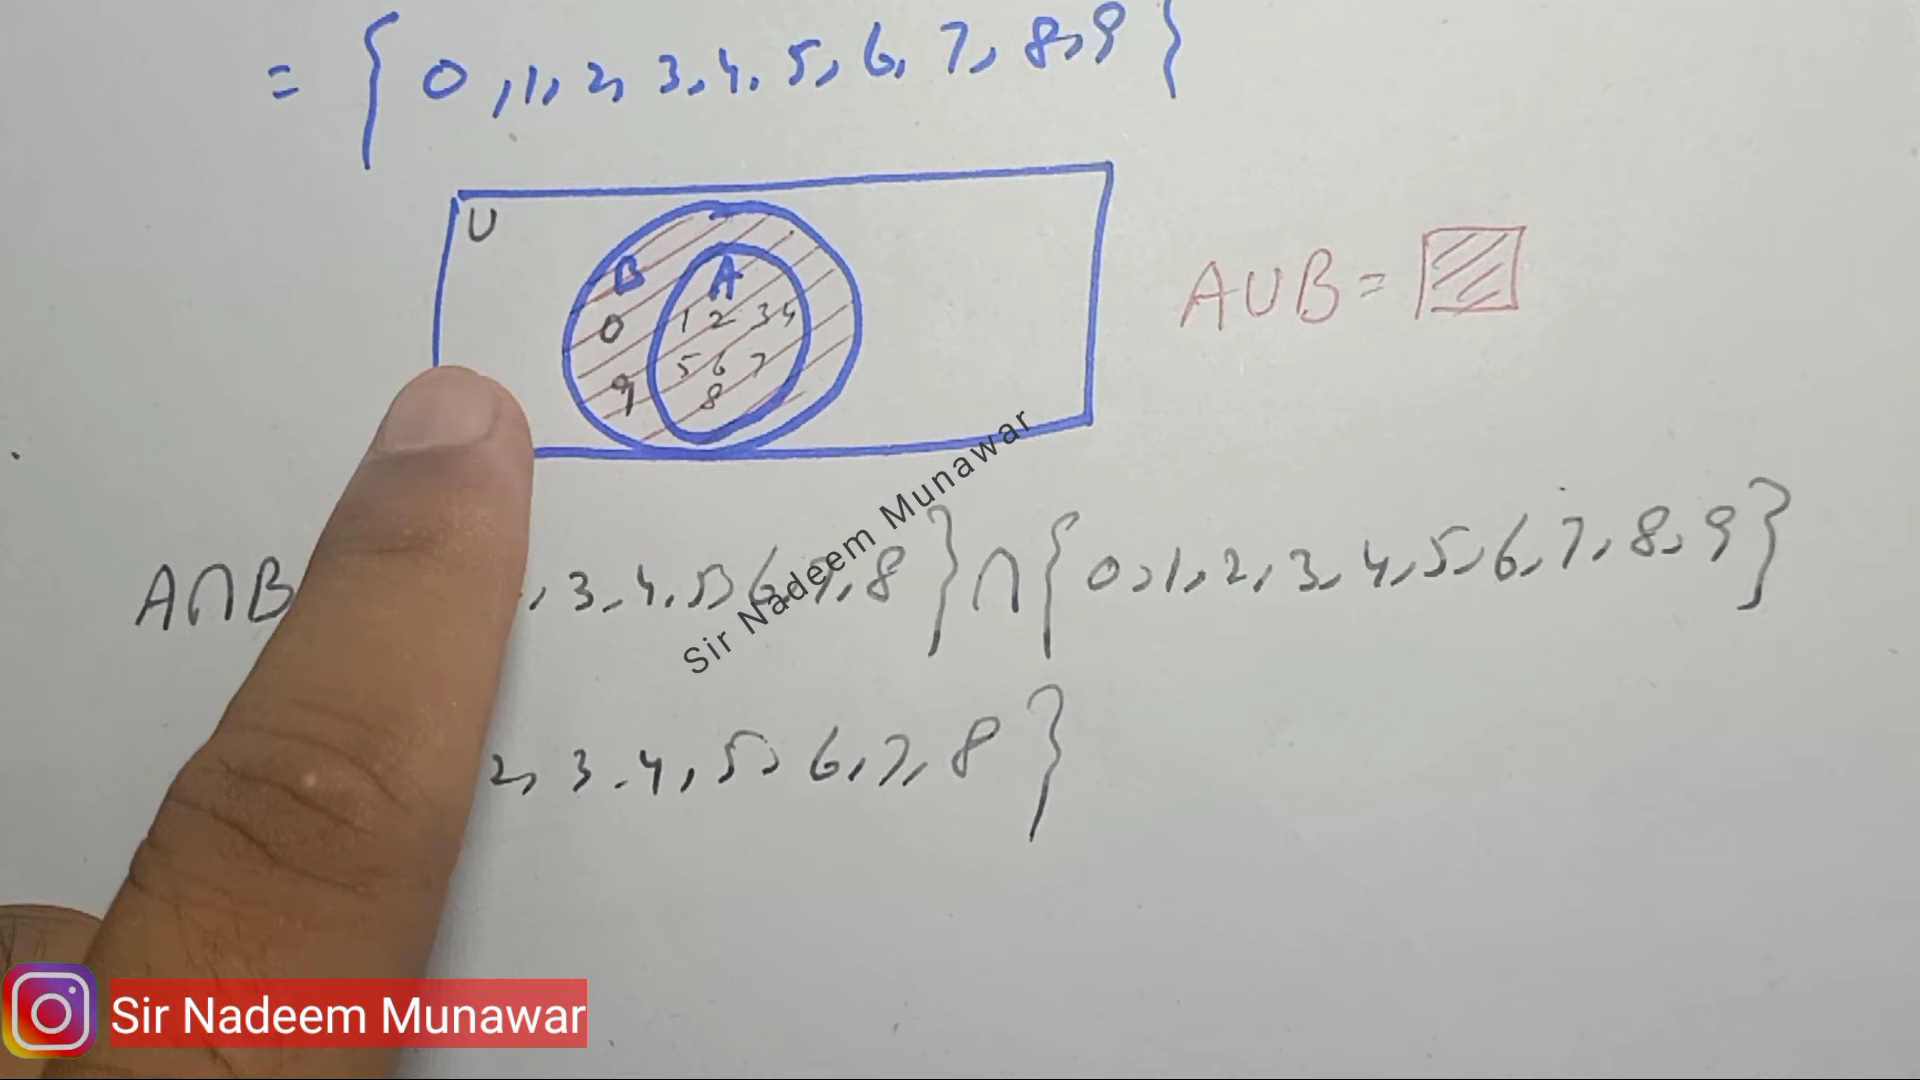 = { 0, 1, 2, 3, 4, 5, 6, 7, 8, 9 }
U
B A
0 1 2 3 4
5 6 7
9 8
A∪B =
A∩B , 3, 4, 5, 6, 7, 8 } ∩ { 0, 1, 2, 3, 4, 5, 6, 7, 8, 9 }
2, 3, 4, 5, 6, 7, 8 }
Sir Nadeem Munawar
Sir Nadeem Munawar